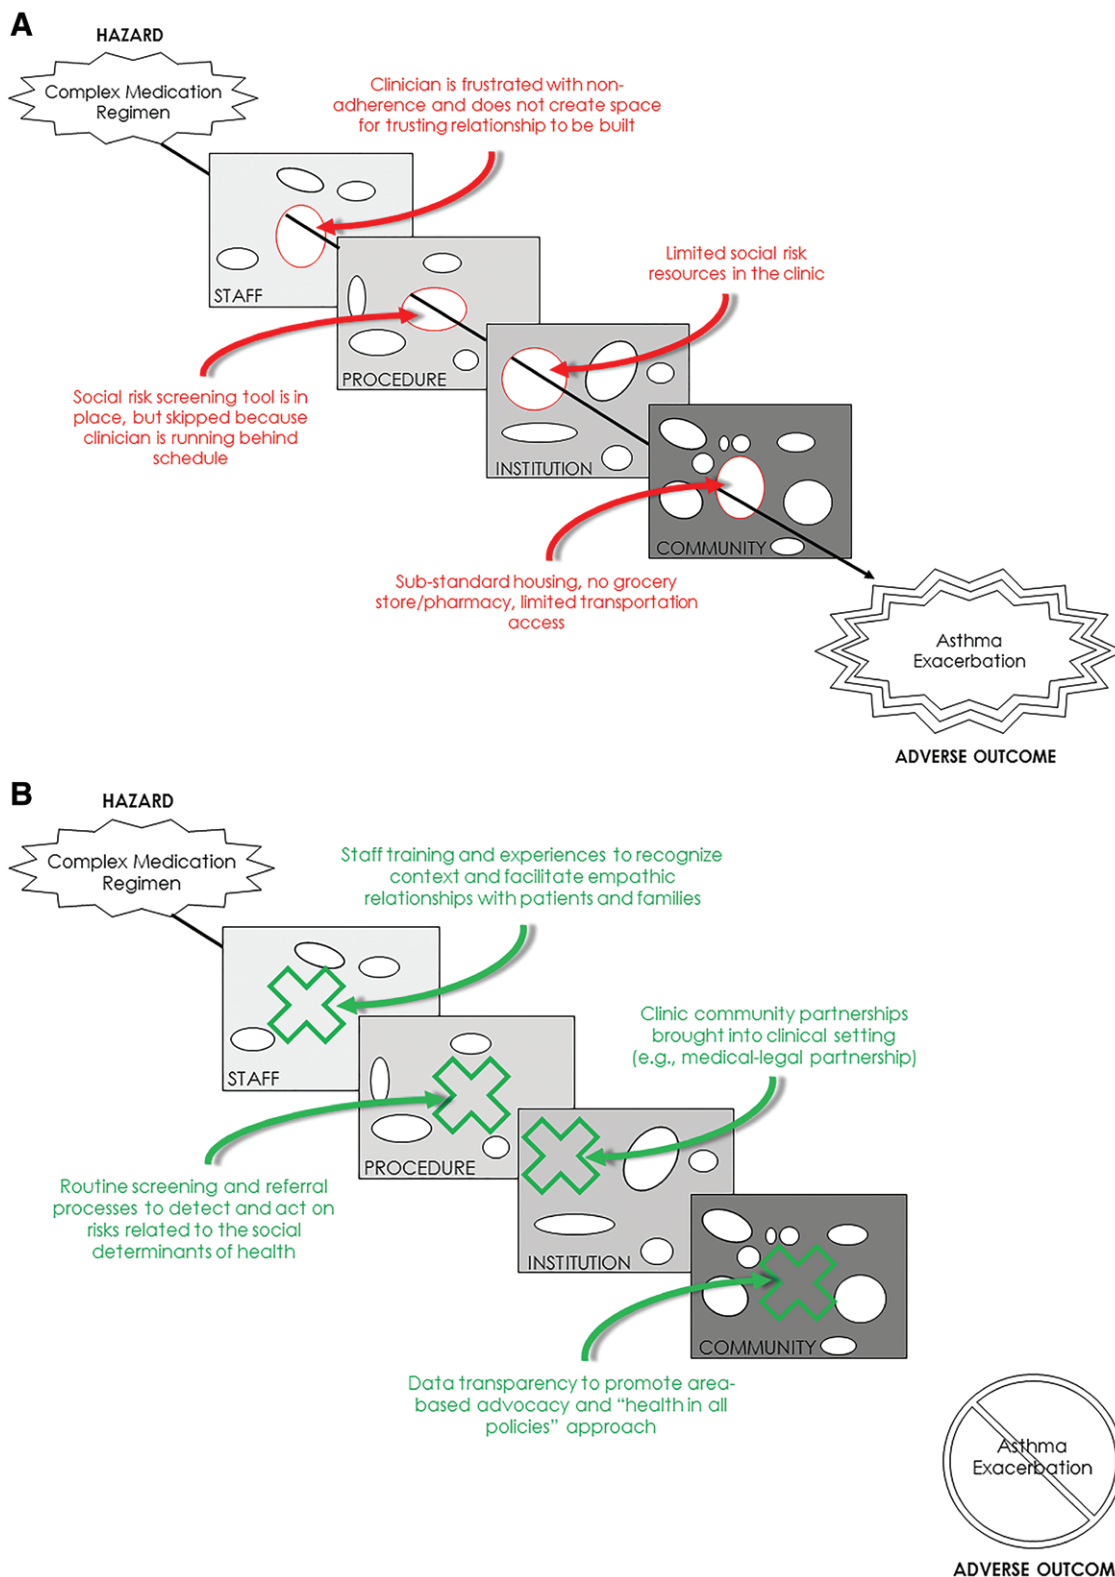 A
HAZARD
Complex Medication
Regimen
Clinician is frustrated with non-
adherence and does not create space
for trusting relationship to be built
STAFF
Limited social risk
resources in the clinic
PROCEDURE
Social risk screening tool is in
place, but skipped because
clinician is running behind
schedule
INSTITUTION
COMMUNITY
Sub-standard housing, no grocery
store/pharmacy, limited transportation
access
Asthma
Exacerbation
ADVERSE OUTCOME
B
HAZARD
Complex Medication
Regimen
Staff training and experiences to recognize
context and facilitate empathic
relationships with patients and families
STAFF
Clinic community partnerships
brought into clinical setting
(e.g., medical-legal partnership)
PROCEDURE
Routine screening and referral
processes to detect and act on
risks related to the social
determinants of health
INSTITUTION
COMMUNITY
Data transparency to promote area-
based advocacy and “health in all
policies” approach
Asthma
Exacerbation
ADVERSE OUTCOM